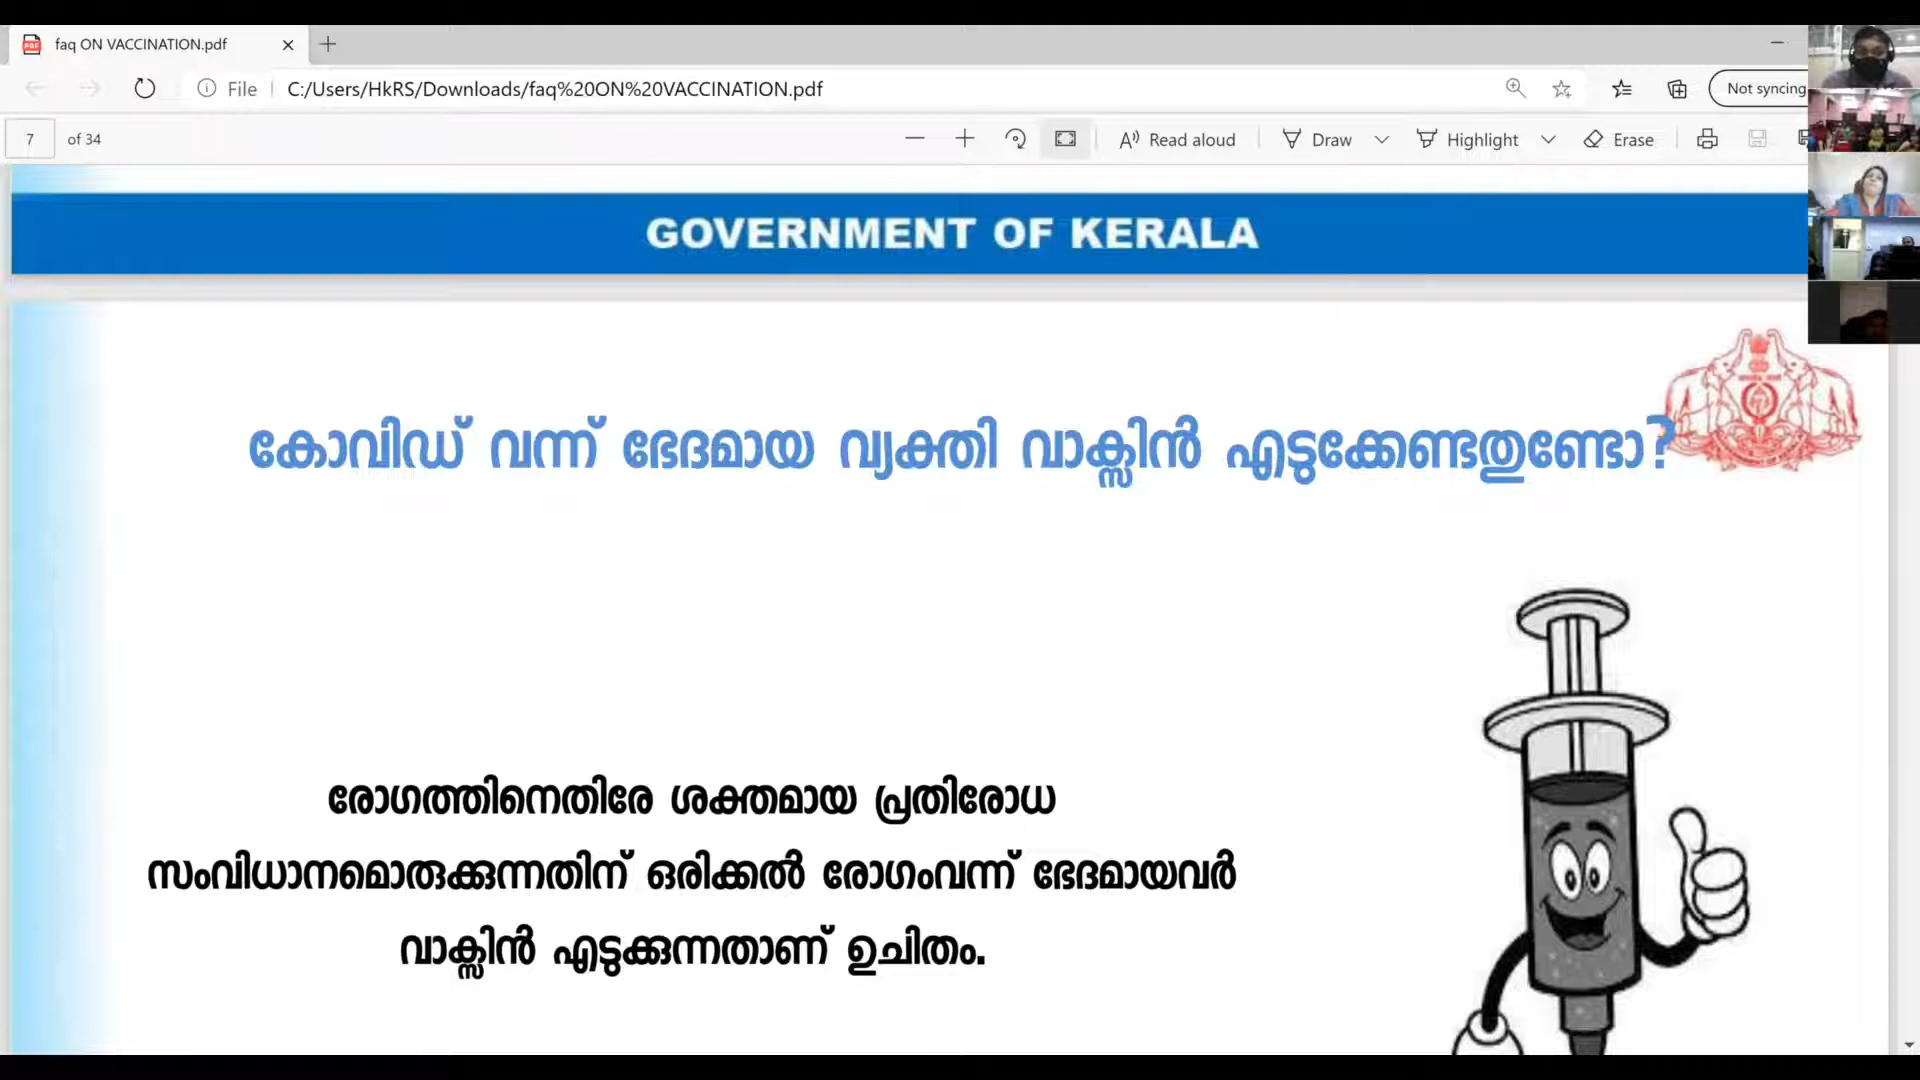 faq ON VACCINATION.pdf
File C:/Users/HkRS/Downloads/faq%20ON%20VACCINATION.pdf
Not syncing
7 of 34
Read aloud
Draw
Highlight
Erase
GOVERNMENT OF KERALA
കോവിഡ് വന്ന് ഭേദമായ വ്യക്തി വാക്സിൻ എടുക്കേണ്ടതുണ്ടോ?
രോഗത്തിനെതിരേ ശക്തമായ പ്രതിരോധ
സംവിധാനമൊരുക്കുന്നതിന് ഒരിക്കൽ രോഗംവന്ന് ഭേദമായവർ
വാക്സിൻ എടുക്കുന്നതാണ് ഉചിതം.